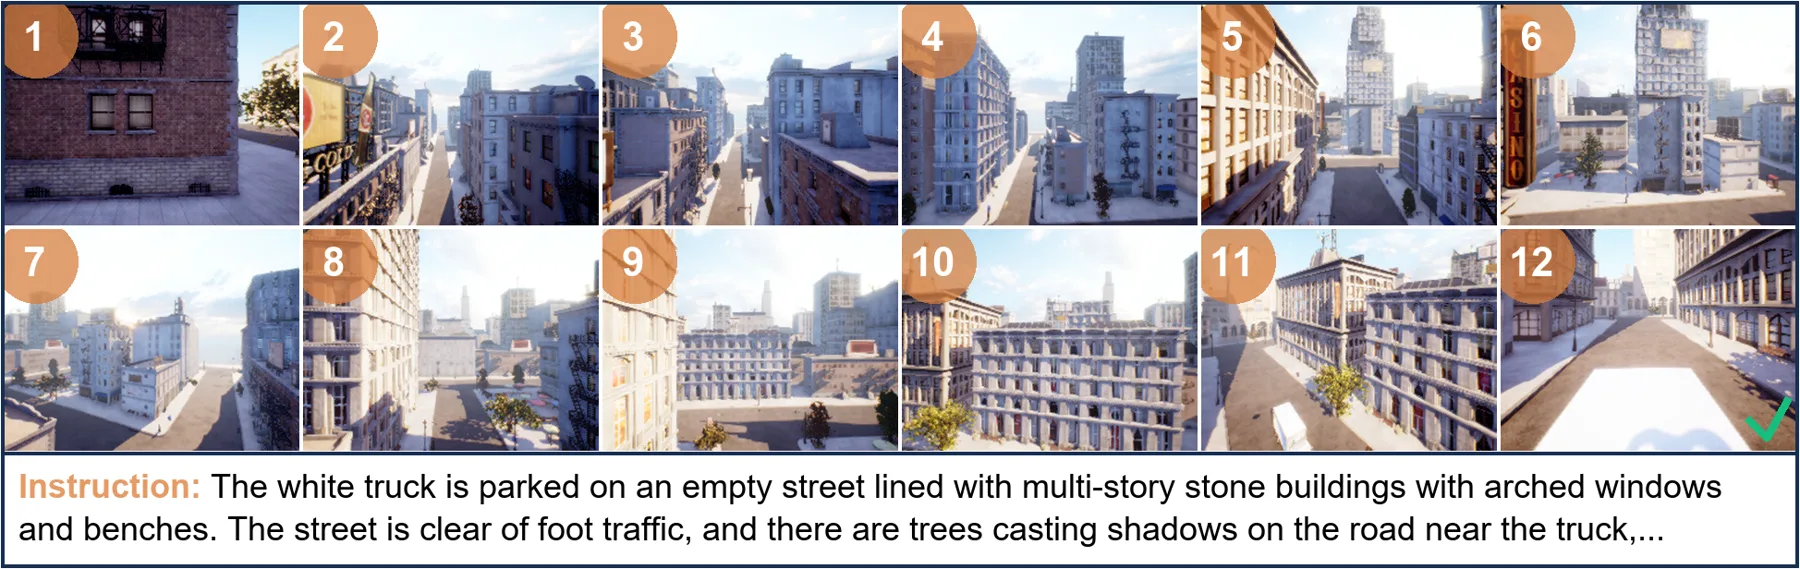 1 2 3 4 5 6
COLD
CASINO
7 8 9 10 11 12
Instruction: The white truck is parked on an empty street lined with multi-story stone buildings with arched windows
and benches. The street is clear of foot traffic, and there are trees casting shadows on the road near the truck,...